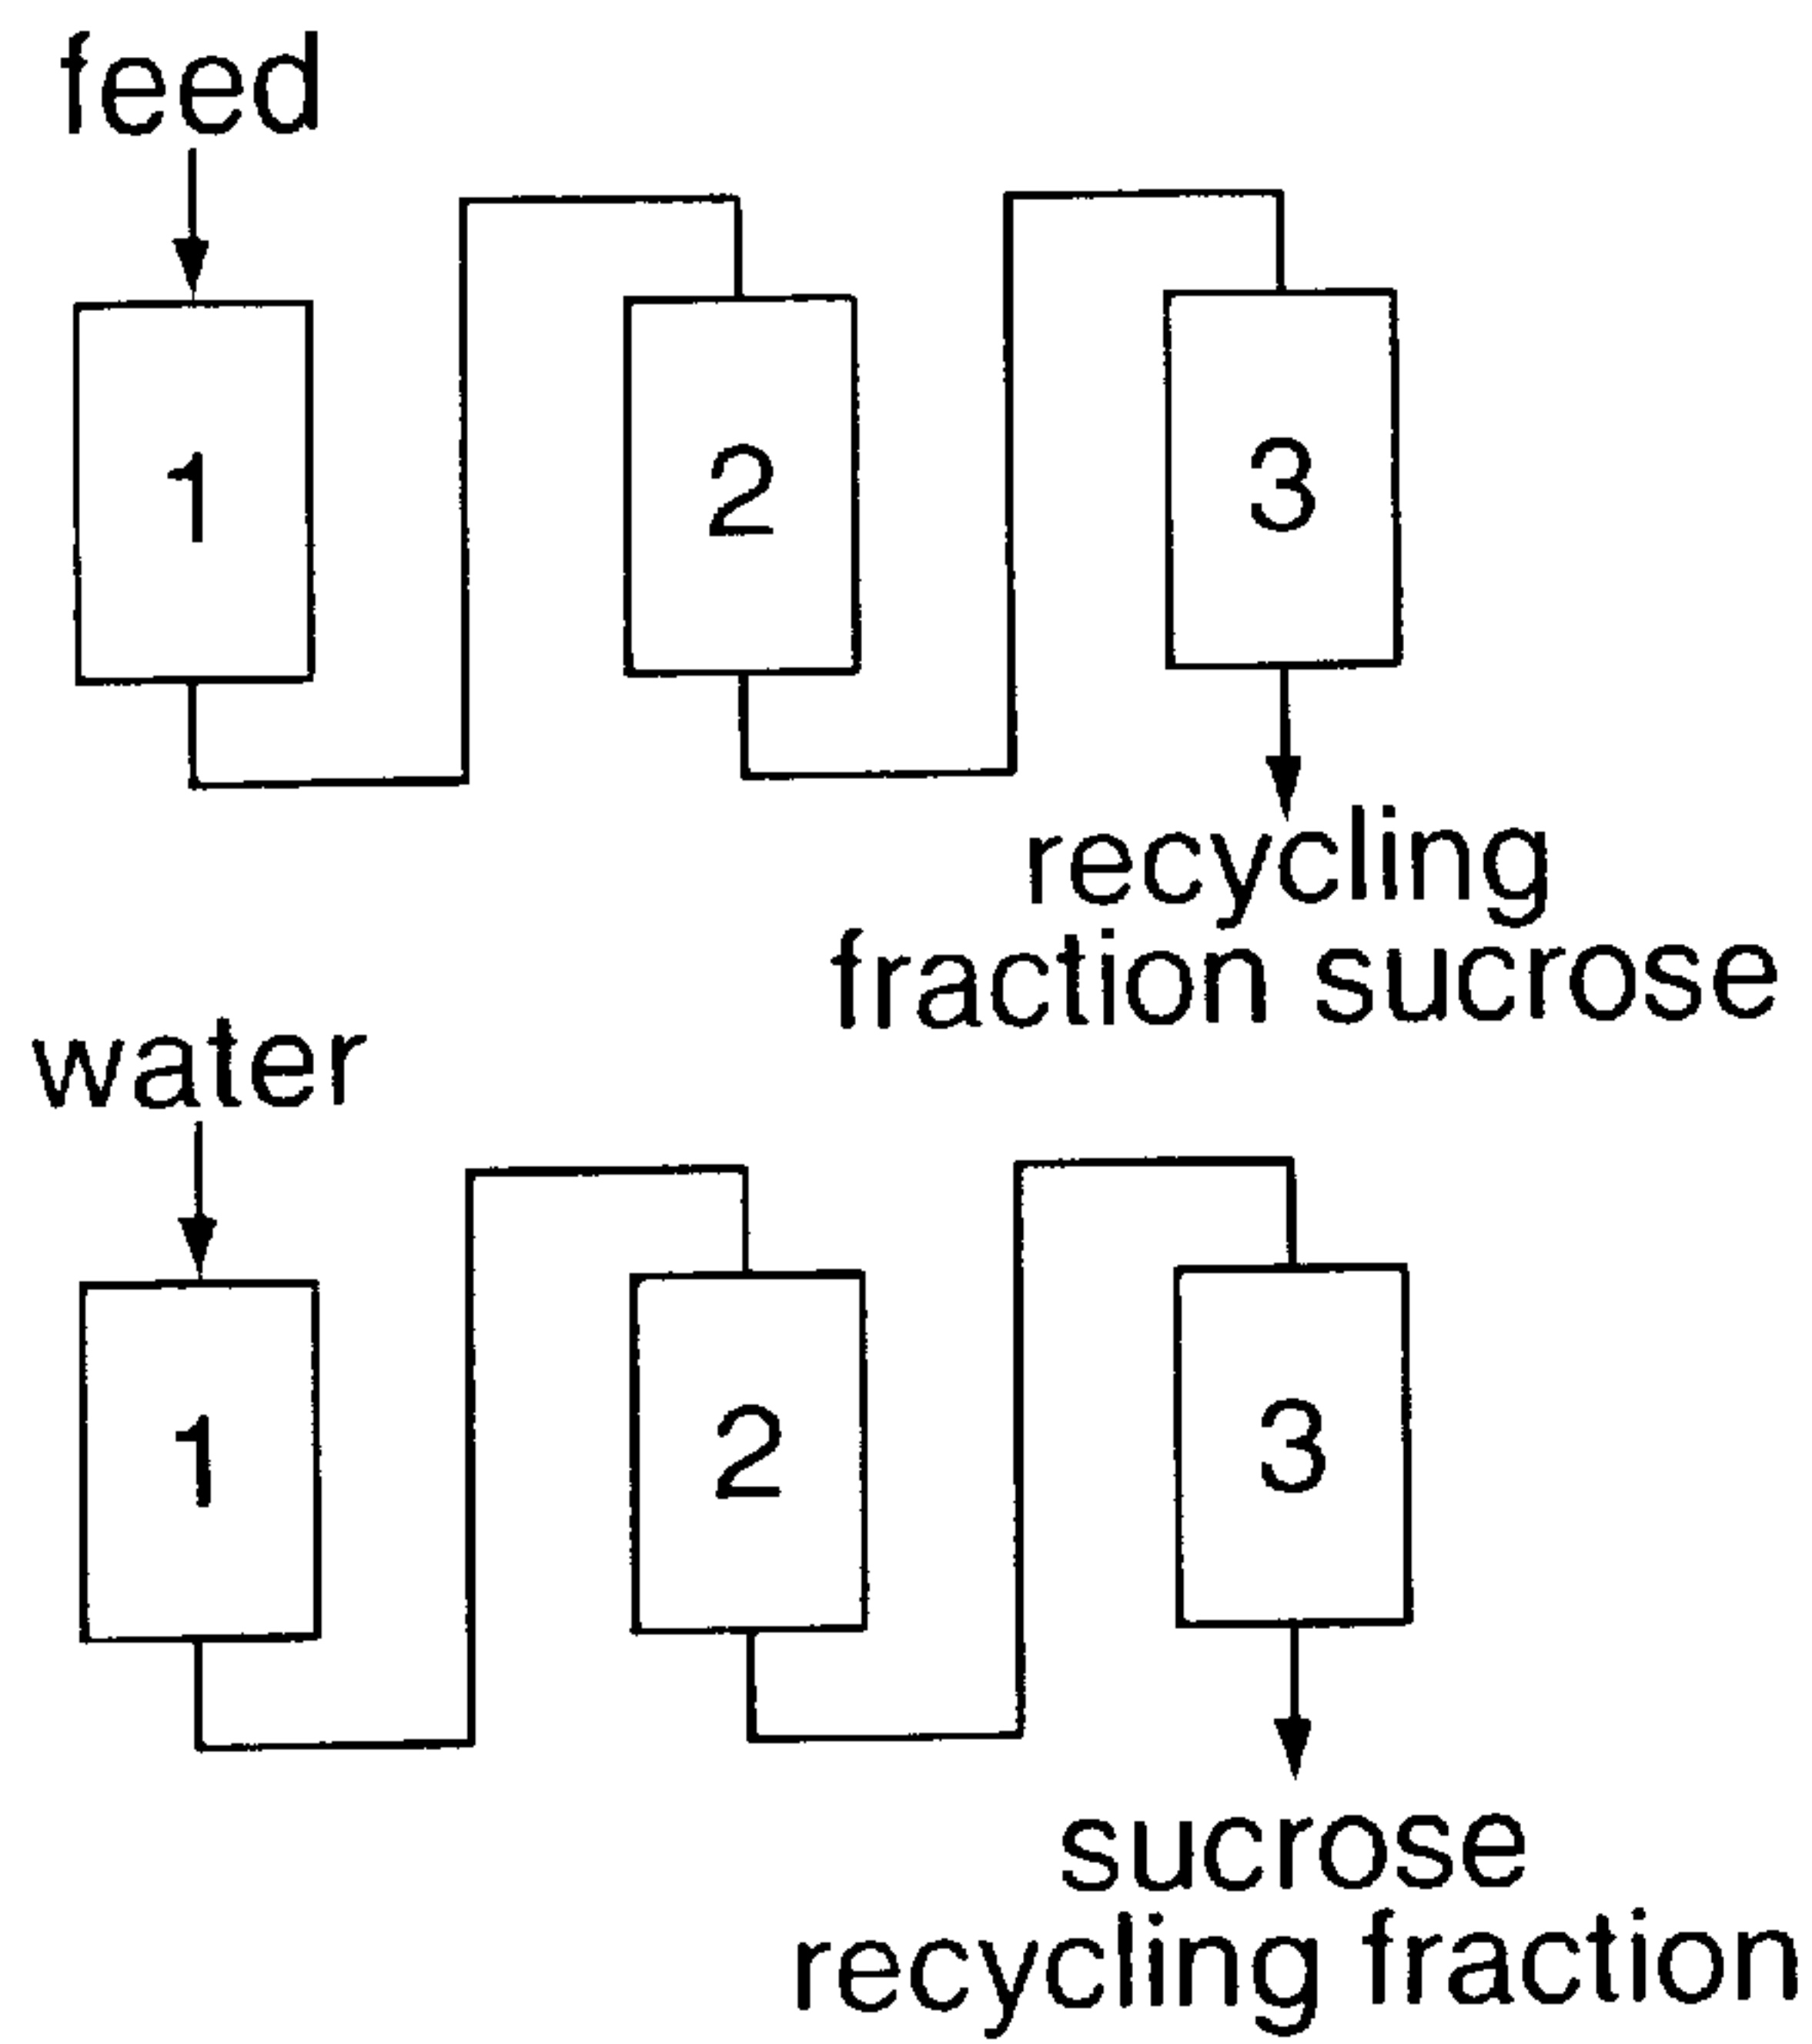 feed
1
2
3
recycling
fraction sucrose
water
1
2
3
sucrose
recycling fraction